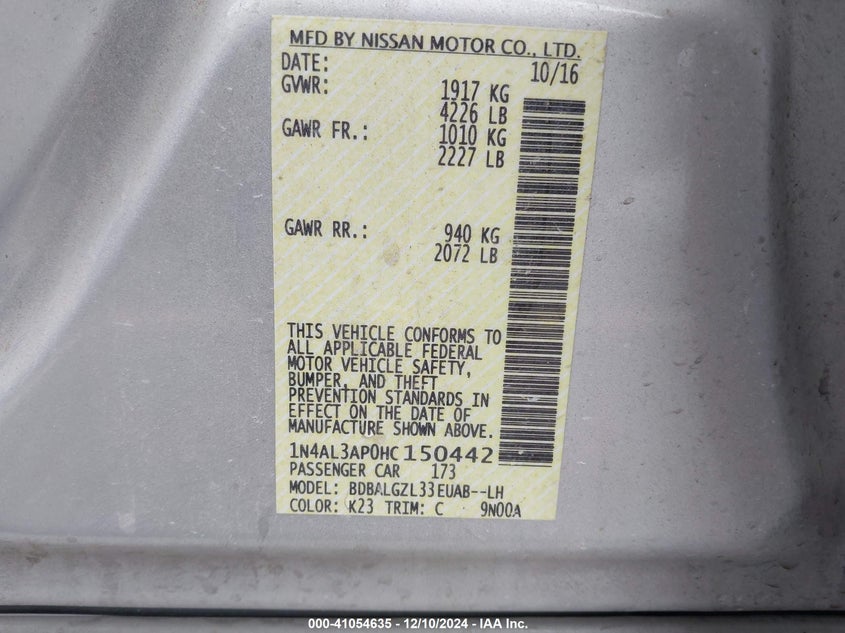 MFD BY NISSAN MOTOR CO., LTD.
DATE: 10/16
GVWR: 1917 KG
4226 LB
GAWR FR.: 1010 KG
2227 LB
GAWR RR.: 940 KG
2072 LB
THIS VEHICLE CONFORMS TO
ALL APPLICABLE FEDERAL
MOTOR VEHICLE SAFETY,
BUMPER, AND THEFT
PREVENTION STANDARDS IN
EFFECT ON THE DATE OF
MANUFACTURE SHOWN ABOVE.
1N4AL3AP0HC150442
PASSENGER CAR 173
MODEL: BDBALGZL33EUAB--LH
COLOR: K23 TRIM: C 9N00A
000-41054635 - 12/10/2024 - IAA Inc.